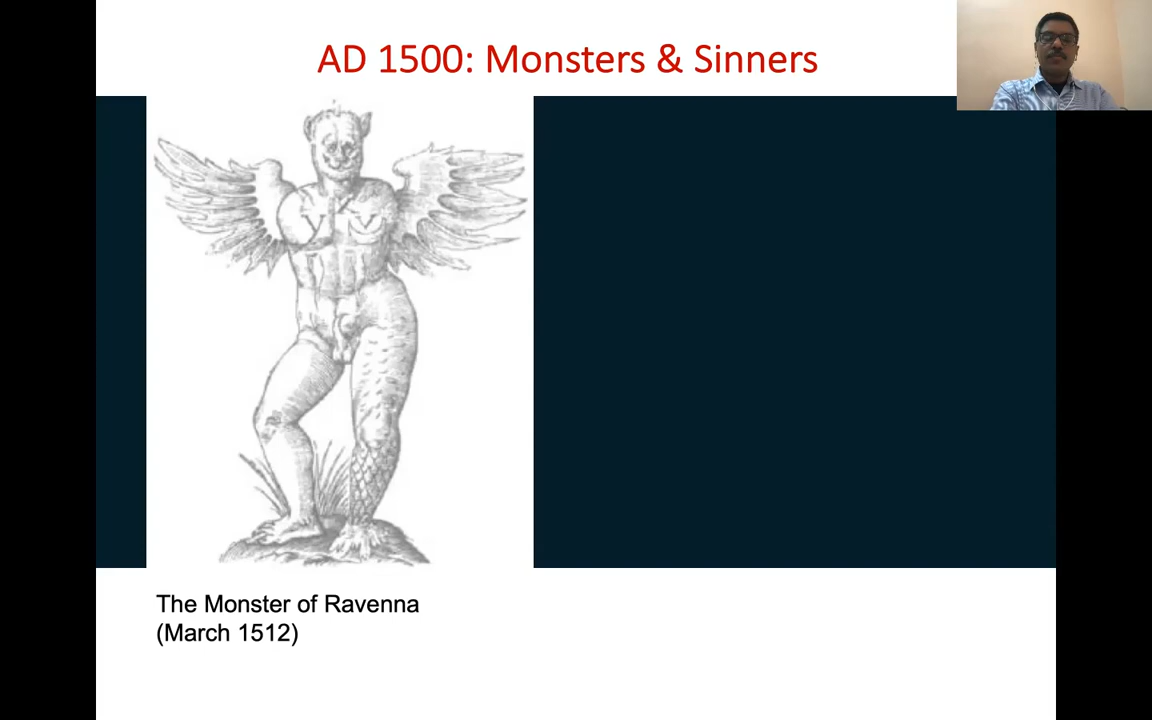 AD 1500: Monsters & Sinners
The Monster of Ravenna
(March 1512)